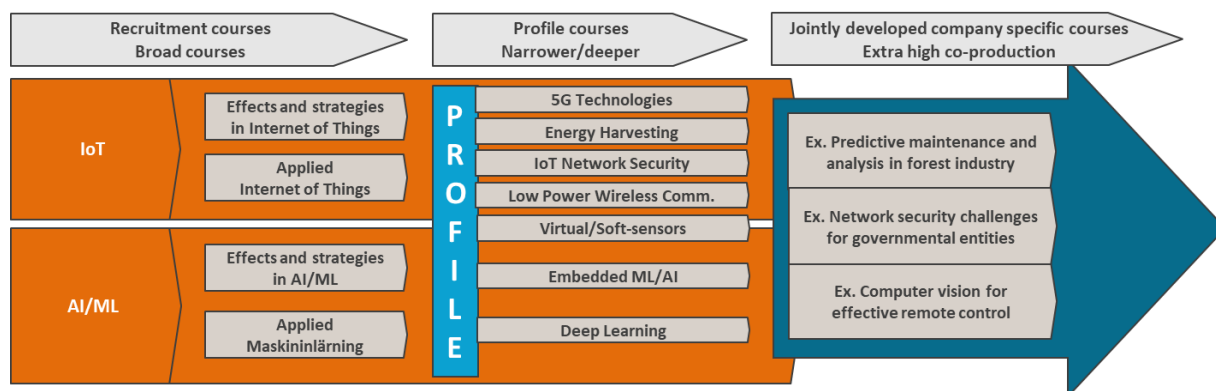 Recruitment courses
Broad courses
Profile courses
Narrower/deeper
Jointly developed company specific courses
Extra high co-production
IoT
Effects and strategies
in Internet of Things
Applied
Internet of Things
AI/ML
Effects and strategies
in AI/ML
Applied
Maskininlärning
PROFILE
5G Technologies
Energy Harvesting
IoT Network Security
Low Power Wireless Comm.
Virtual/Soft-sensors
Embedded ML/AI
Deep Learning
Ex. Predictive maintenance and
analysis in forest industry
Ex. Network security challenges
for governmental entities
Ex. Computer vision for
effective remote control